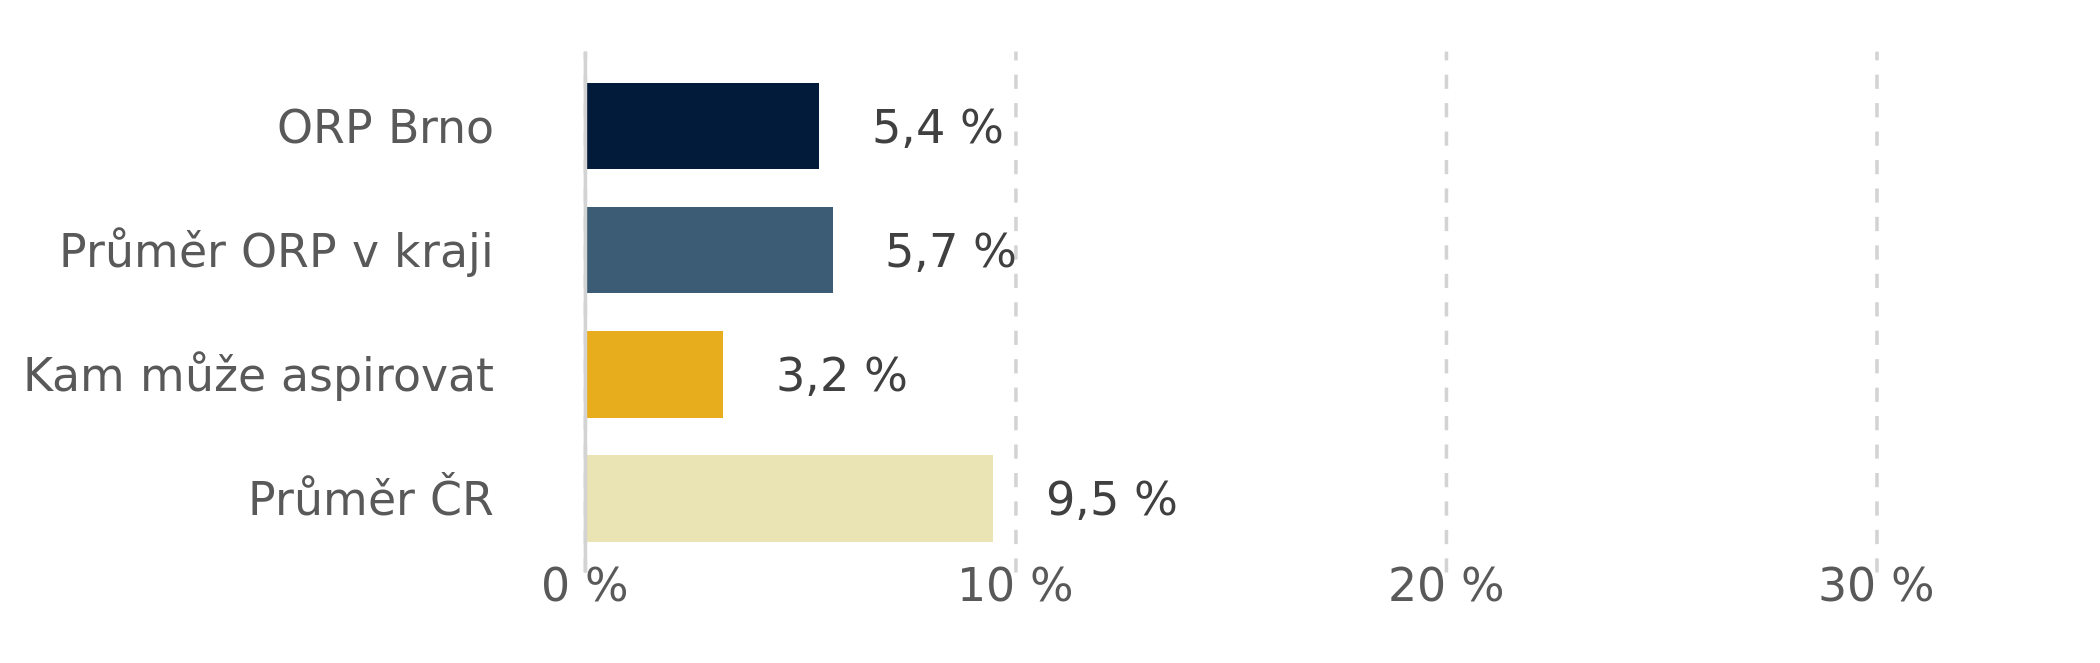 ORP Brno 5,4 %
Průměr ORP v kraji 5,7 %
Kam může aspirovat 3,2 %
Průměr ČR 9,5 %
0 % 10 % 20 % 30 %